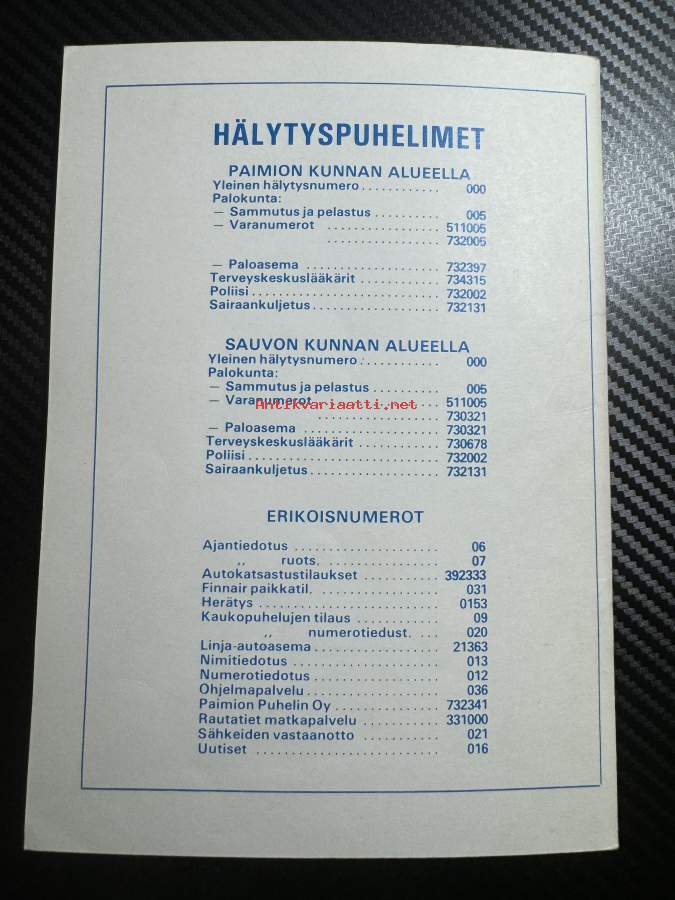 HÄLYTYSPUHELIMET
PAIMION KUNNAN ALUEELLA
Yleinen hälytysnumero ............ 000
Palokunta:
— Sammutus ja pelastus .......... 005
— Varanumerot ................. 511005
................. 732005
— Paloasema .................... 732397
Terveyskeskuslääkärit ............ 734315
Poliisi ............................ 732002
Sairaankuljetus ................... 732131
SAUVON KUNNAN ALUEELLA
Yleinen hälytysnumero ............ 000
Palokunta:
— Sammutus ja pelastus .......... 005
— Varanumerot .................. 511005
Antikvariaatti.net
.................. 730321
— Paloasema .................... 730321
Terveyskeskuslääkärit ............ 730678
Poliisi ............................ 732002
Sairaankuljetus ................... 732131
ERIKOISNUMEROT
Ajantiedotus ..................... 06
,, ruots. .................. 07
Autokatsastustilaukset ........... 392333
Finnair paikkatil. .................. 031
Herätys .......................... 0153
Kaukopuhelujen tilaus ............ 09
,, numerotiedust. .... 020
Linja-autoasema .................. 21363
Nimitiedotus ..................... 013
Numerotiedotus .................. 012
Ohjelmapalvelu ................... 036
Paimion Puhelin Oy ............... 732341
Rautatiet matkapalvelu ........... 331000
Sähkeiden vastaanotto ........... 021
Uutiset ........................... 016